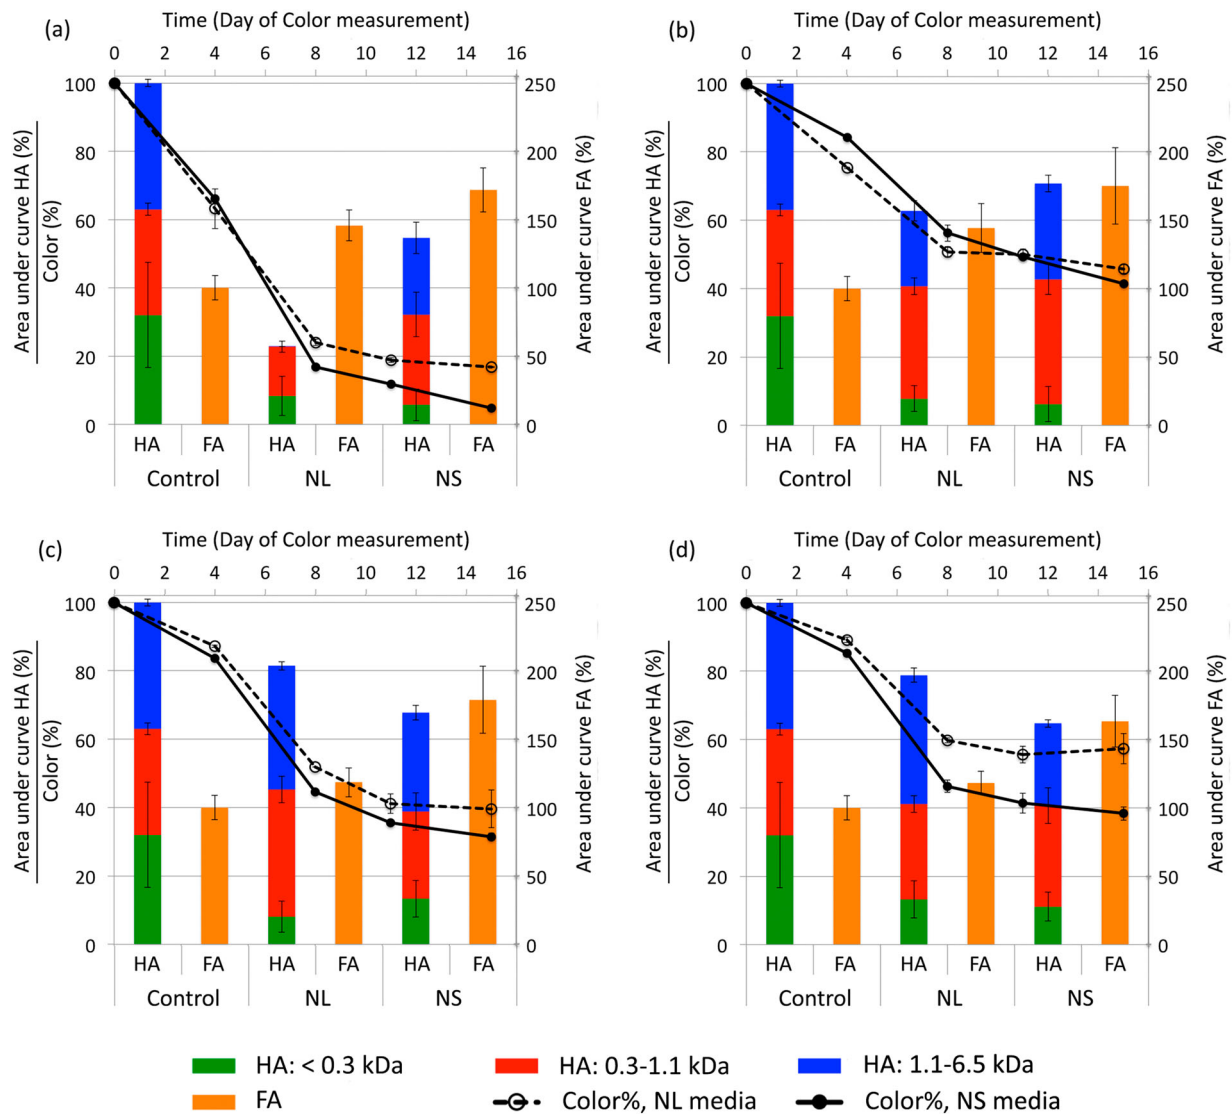 (a)
Time (Day of Color measurement)
0 2 4 6 8 10 12 14 16
Area under curve HA (%)
Color (%)
100
80
60
40
20
0
250
200
150
100
50
0
Area under curve FA (%)
HA FA HA FA HA FA
Control NL NS
(b)
Time (Day of Color measurement)
0 2 4 6 8 10 12 14 16
Area under curve HA (%)
Color (%)
100
80
60
40
20
0
250
200
150
100
50
0
Area under curve FA (%)
HA FA HA FA HA FA
Control NL NS
(c)
Time (Day of Color measurement)
0 2 4 6 8 10 12 14 16
Area under curve HA (%)
Color (%)
100
80
60
40
20
0
250
200
150
100
50
0
Area under curve FA (%)
HA FA HA FA HA FA
Control NL NS
(d)
Time (Day of Color measurement)
0 2 4 6 8 10 12 14 16
Area under curve HA (%)
Color (%)
100
80
60
40
20
0
250
200
150
100
50
0
Area under curve FA (%)
HA FA HA FA HA FA
Control NL NS
HA: < 0.3 kDa HA: 0.3-1.1 kDa HA: 1.1-6.5 kDa
FA Color%, NL media Color%, NS media